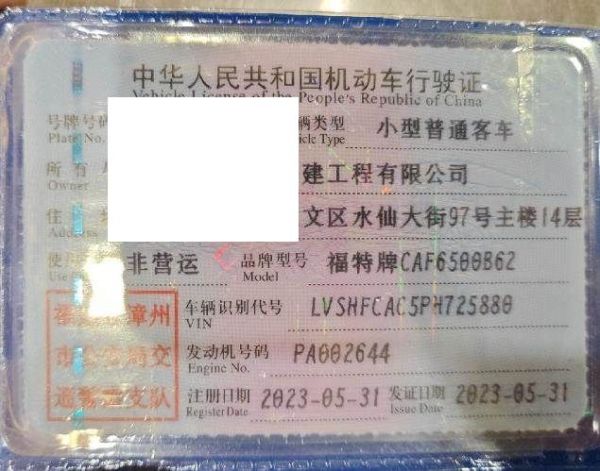 中华人民共和国机动车行驶证
Vehicle License of the People's Republic of China
号牌号码 车辆类型 小型普通客车
Plate No. Vehicle Type
所有 建工程有限公司
Owner
住 文区水仙大街97号主楼14层
Address
使用 非营运 品牌型号 福特牌CAF6500B62
Use Model
车辆识别代号 LVSHFCAC5PH725880
VIN
漳州
市 交
通 支队
发动机号码 PA002644
Engine No.
注册日期 2023-05-31 发证日期 2023-05-31
Register Date Issue Date